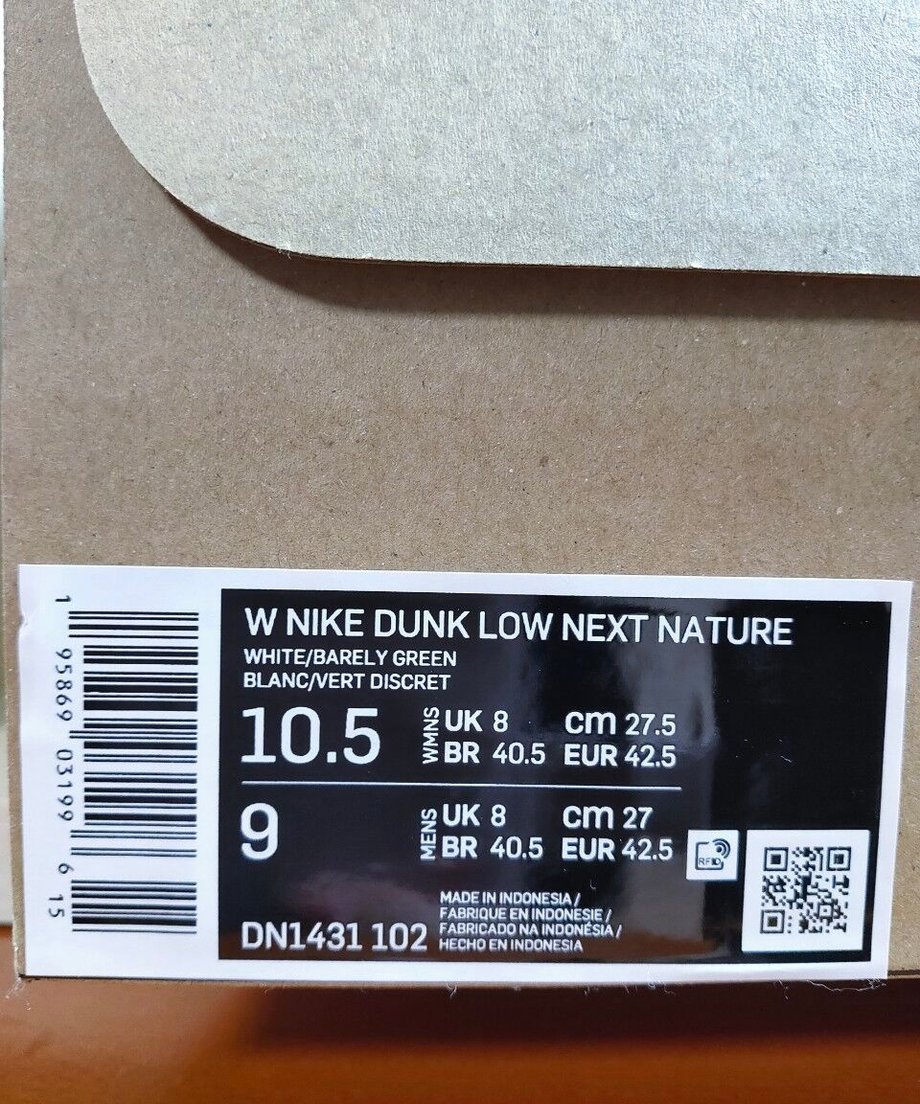 1 95869 03199 6 15
W NIKE DUNK LOW NEXT NATURE
WHITE/BARELY GREEN
BLANC/VERT DISCRET
10.5 WMNS UK 8 cm 27.5
BR 40.5 EUR 42.5
9 MENS UK 8 cm 27
BR 40.5 EUR 42.5
RFID
DN1431 102
MADE IN INDONESIA /
FABRIQUE EN INDONESIE /
FABRICADO NA INDONÉSIA /
HECHO EN INDONESIA